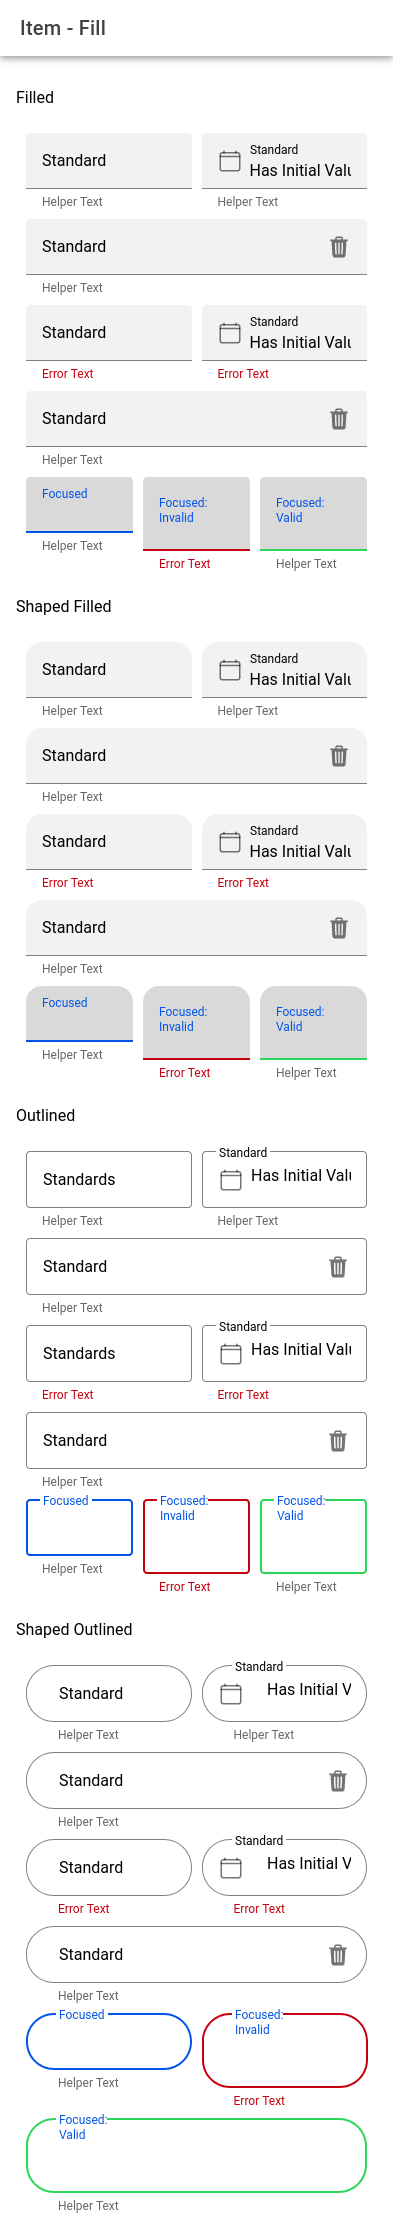 Item - Fill
Filled
Standard
Standard
Has Initial Valu
Helper Text
Helper Text
Standard
Helper Text
Standard
Standard
Has Initial Valu
Error Text
Error Text
Standard
Helper Text
Focused
Helper Text
Focused:
Invalid
Error Text
Focused:
Valid
Helper Text
Shaped Filled
Standard
Standard
Has Initial Valu
Helper Text
Helper Text
Standard
Helper Text
Standard
Standard
Has Initial Valu
Error Text
Error Text
Standard
Helper Text
Focused
Helper Text
Focused:
Invalid
Error Text
Focused:
Valid
Helper Text
Outlined
Standards
Standard
Has Initial Valu
Helper Text
Helper Text
Standard
Helper Text
Standards
Standard
Has Initial Valu
Error Text
Error Text
Standard
Helper Text
Focused
Helper Text
Focused:
Invalid
Error Text
Focused:
Valid
Helper Text
Shaped Outlined
Standard
Standard
Has Initial V
Helper Text
Helper Text
Standard
Helper Text
Standard
Standard
Has Initial V
Error Text
Error Text
Standard
Helper Text
Focused
Helper Text
Focused:
Invalid
Error Text
Focused:
Valid
Helper Text